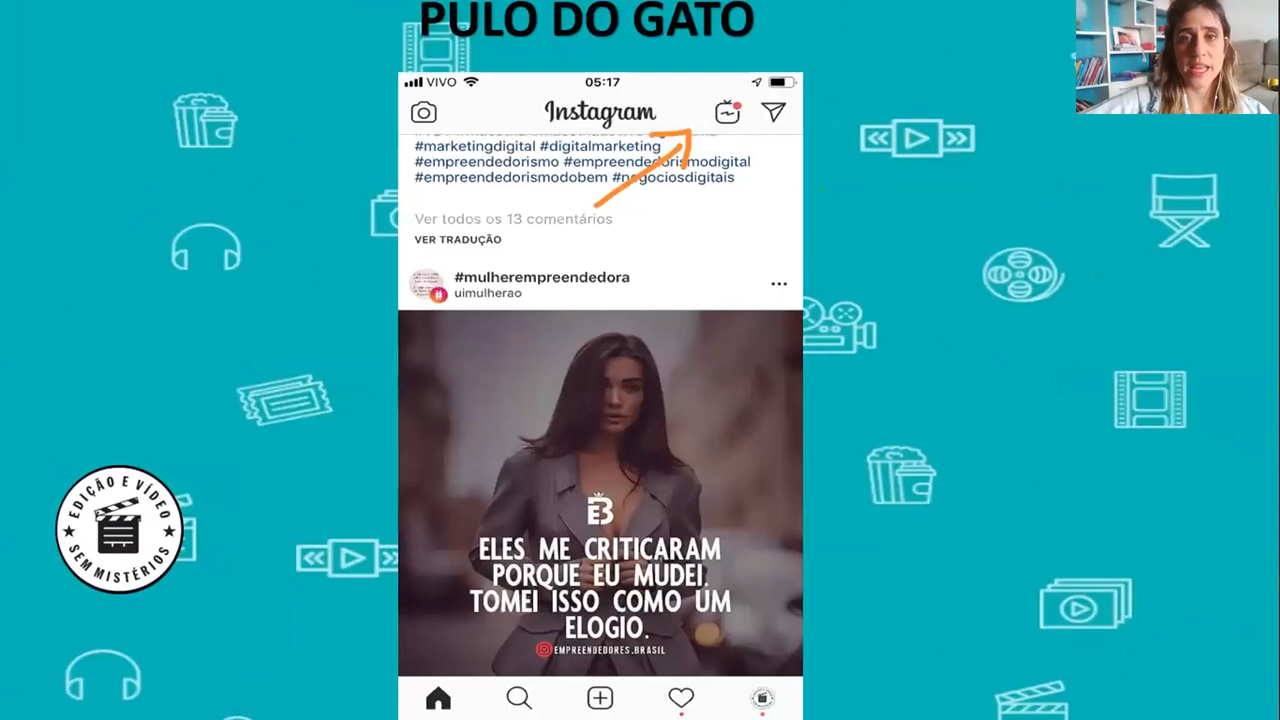 PULO DO GATO
VIVO
05:17
Instagram
#marketingdigital #digitalmarketing
#empreendedorismo #empreendedorismodigital
#empreendedorismodobem #negociosdigitais
Ver todos os 13 comentários
VER TRADUÇÃO
#mulherempreendedora
uimulherao
EB
ELES ME CRITICARAM
PORQUE EU MUDEI.
TOMEI ISSO COMO UM
ELOGIO.
EMPREENDEDORES.BRASIL
EDIÇÃO E VÍDEO
SEM MISTÉRIOS